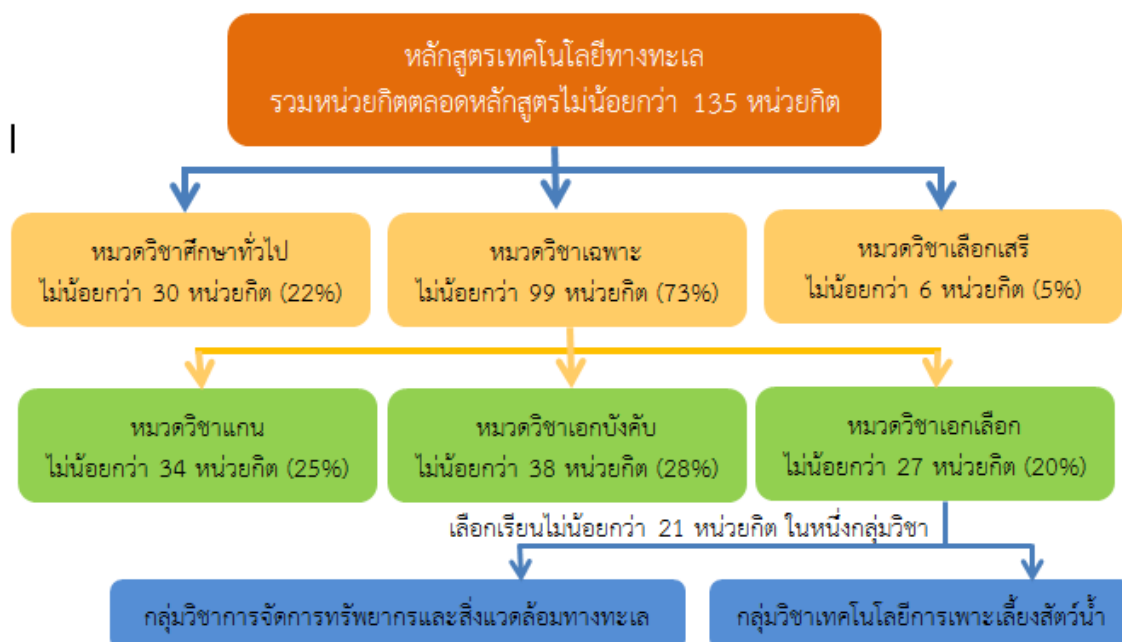 หลักสูตรเทคโนโลยีทางทะเล
รวมหน่วยกิตตลอดหลักสูตรไม่น้อยกว่า 135 หน่วยกิต
หมวดวิชาศึกษาทั่วไป
ไม่น้อยกว่า 30 หน่วยกิต (22%)
หมวดวิชาเฉพาะ
ไม่น้อยกว่า 99 หน่วยกิต (73%)
หมวดวิชาเลือกเสรี
ไม่น้อยกว่า 6 หน่วยกิต (5%)
หมวดวิชาแกน
ไม่น้อยกว่า 34 หน่วยกิต (25%)
หมวดวิชาเอกบังคับ
ไม่น้อยกว่า 38 หน่วยกิต (28%)
หมวดวิชาเอกเลือก
ไม่น้อยกว่า 27 หน่วยกิต (20%)
เลือกเรียนไม่น้อยกว่า 21 หน่วยกิต ในหนึ่งกลุ่มวิชา
กลุ่มวิชาการจัดการทรัพยากรและสิ่งแวดล้อมทางทะเล
กลุ่มวิชาเทคโนโลยีการเพาะเลี้ยงสัตว์น้ำ